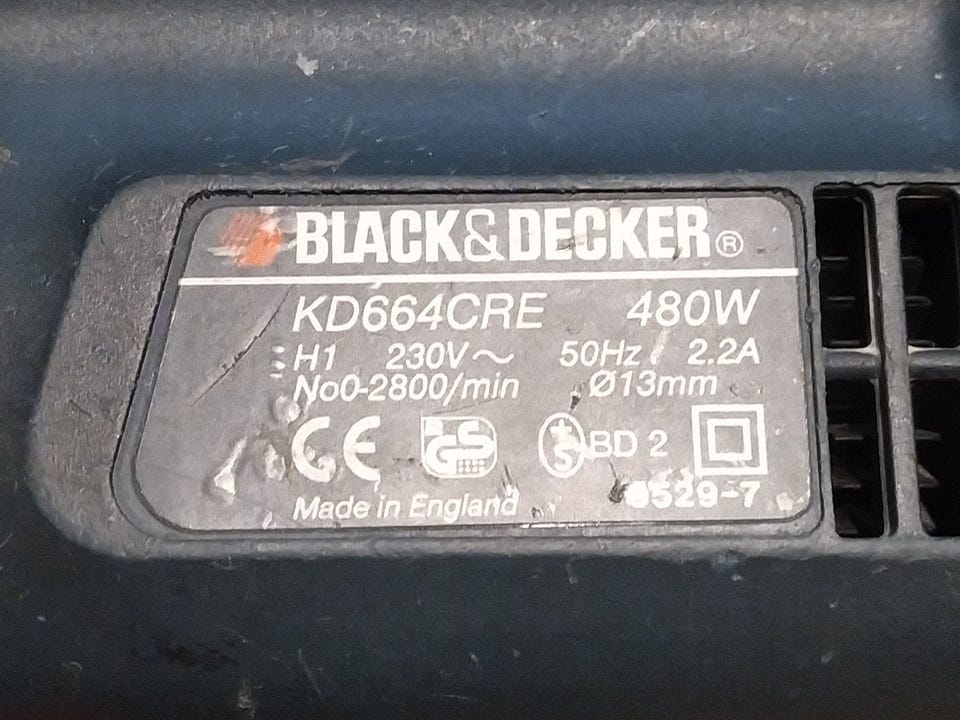 BLACK&DECKER®
KD664CRE 480W
H1 230V~ 50Hz 2.2A
No0-2800/min Ø13mm
CE GS +S BD 2
Made in England